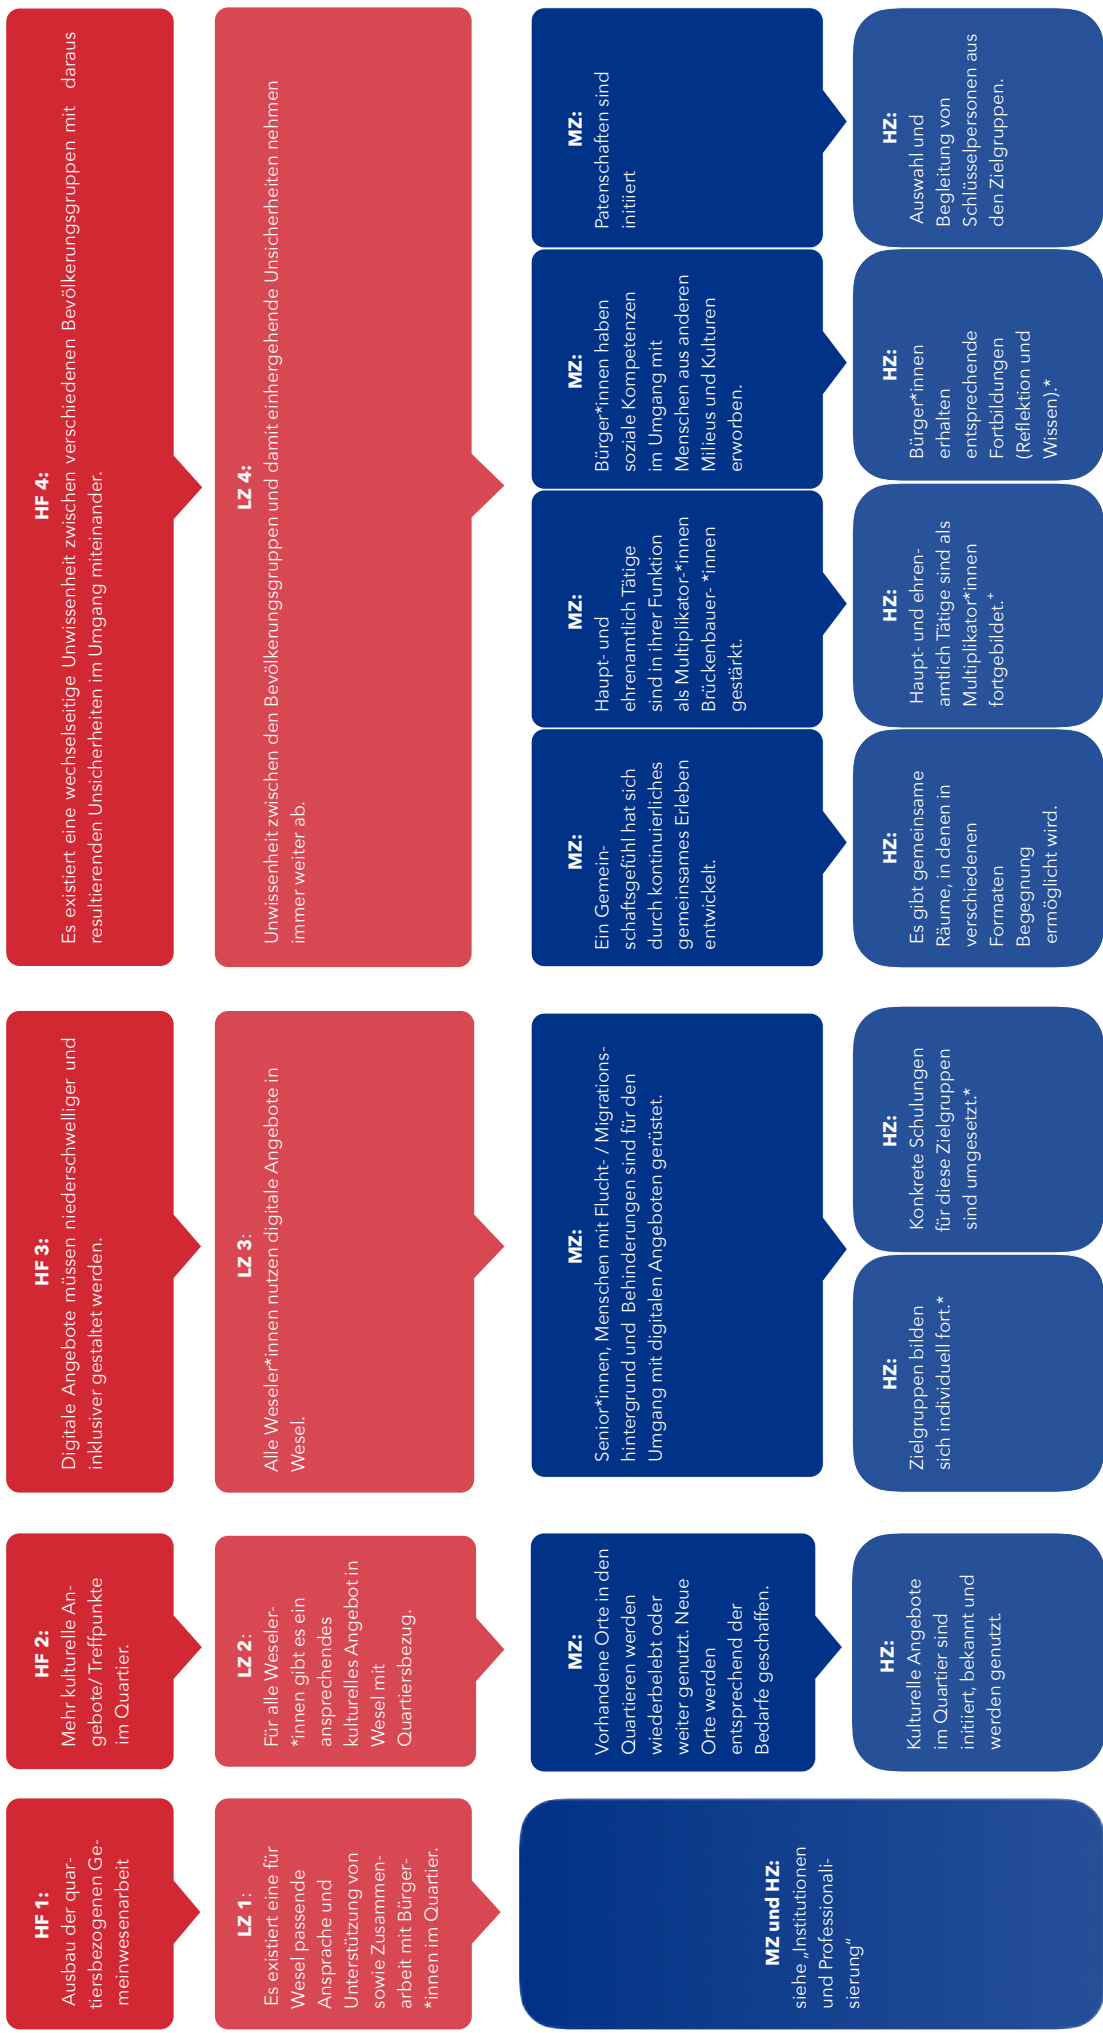 HF 1:
Ausbau der quar-
tiersbezogenen Ge-
meinwesenarbeit
LZ 1:
Es existiert eine für
Wesel passende
Ansprache und
Unterstützung von
sowie Zusammen-
arbeit mit Bürger-
*innen im Quartier.
MZ und HZ:
siehe „Institutionen
und Professionali-
sierung“
HF 2:
Mehr kulturelle An-
gebote/ Treffpunkte
im Quartier.
LZ 2:
Für alle Weseler-
*innen gibt es ein
ansprechendes
kulturelles Angebot in
Wesel mit
Quartiersbezug.
MZ:
Vorhandene Orte in den
Quartieren werden
wiederbelebt oder
weiter genutzt. Neue
Orte werden
entsprechend der
Bedarfe geschaffen.
HZ:
Kulturelle Angebote
im Quartier sind
initiiert, bekannt und
werden genutzt.
HF 3:
Digitale Angebote müssen niederschwelliger und
inklusiver gestaltet werden.
LZ 3:
Alle Weseler*innen nutzen digitale Angebote in
Wesel.
MZ:
Senior*innen, Menschen mit Flucht- / Migrations-
hintergrund und Behinderungen sind für den
Umgang mit digitalen Angeboten gerüstet.
HZ:
Zielgruppen bilden
sich individuell fort.*
HZ:
Konkrete Schulungen
für diese Zielgruppen
sind umgesetzt.*
HF 4:
Es existiert eine wechselseitige Unwissenheit zwischen verschiedenen Bevölkerungsgruppen mit daraus
resultierenden Unsicherheiten im Umgang miteinander.
LZ 4:
Unwissenheit zwischen den Bevölkerungsgruppen und damit einhergehende Unsicherheiten nehmen
immer weiter ab.
MZ:
Ein Gemein-
schaftsgefühl hat sich
durch kontinuierliches
gemeinsames Erleben
entwickelt.
HZ:
Es gibt gemeinsame
Räume, in denen in
verschiedenen
Formaten
Begegnung
ermöglicht wird.
MZ:
Haupt- und
ehrenamtlich Tätige
sind in ihrer Funktion
als Multiplikator-*innen
Brückenbauer- *innen
gestärkt.
HZ:
Haupt- und ehren-
amtlich Tätige sind als
Multiplikator*innen
fortgebildet.⁺
MZ:
Bürger*innen haben
soziale Kompetenzen
im Umgang mit
Menschen aus anderen
Milieus und Kulturen
erworben.
HZ:
Bürger*innen
erhalten
entsprechende
Fortbildungen
(Reflektion und
Wissen).*
MZ:
Patenschaften sind
initiiert
HZ:
Auswahl und
Begleitung von
Schlüsselpersonen aus
den Zielgruppen.